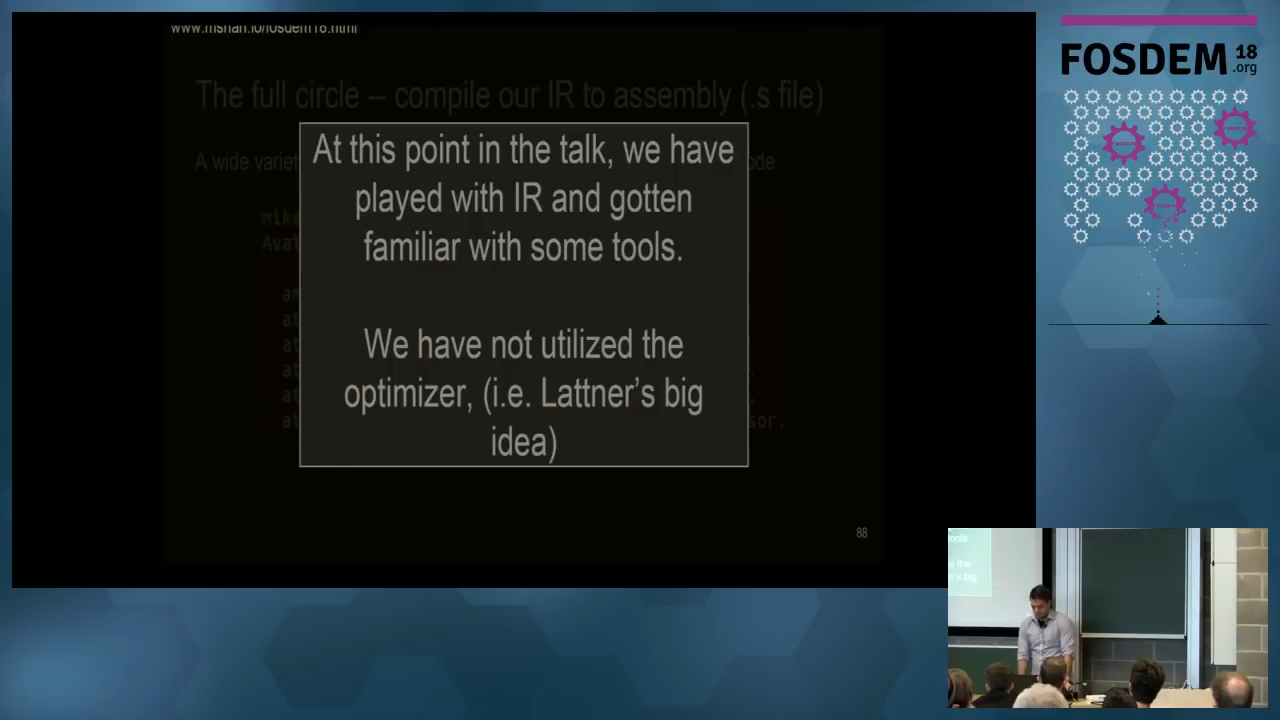 www.mshah.io/fosdem18.html
The full circle – compile our IR to assembly (.s file)
A wide
At this point in the talk, we have
played with IR and gotten
familiar with some tools.
We have not utilized the
optimizer, (i.e. Lattner's big
idea)
88
FOSDEM 18
.org